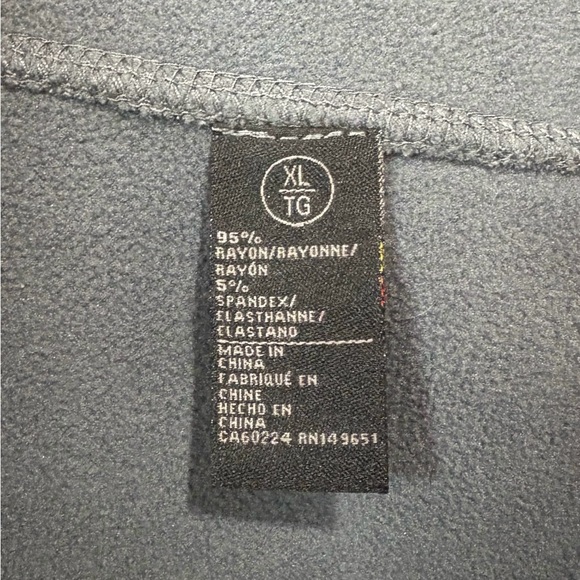 XL
TG
95%
RAYON/RAYONNE/
RAYÓN
5%
SPANDEX/
ELASTHANNE/
ELASTANO
MADE IN
CHINA
FABRIQUÉ EN
CHINE
HECHO EN
CHINA
CA60224 RN149651